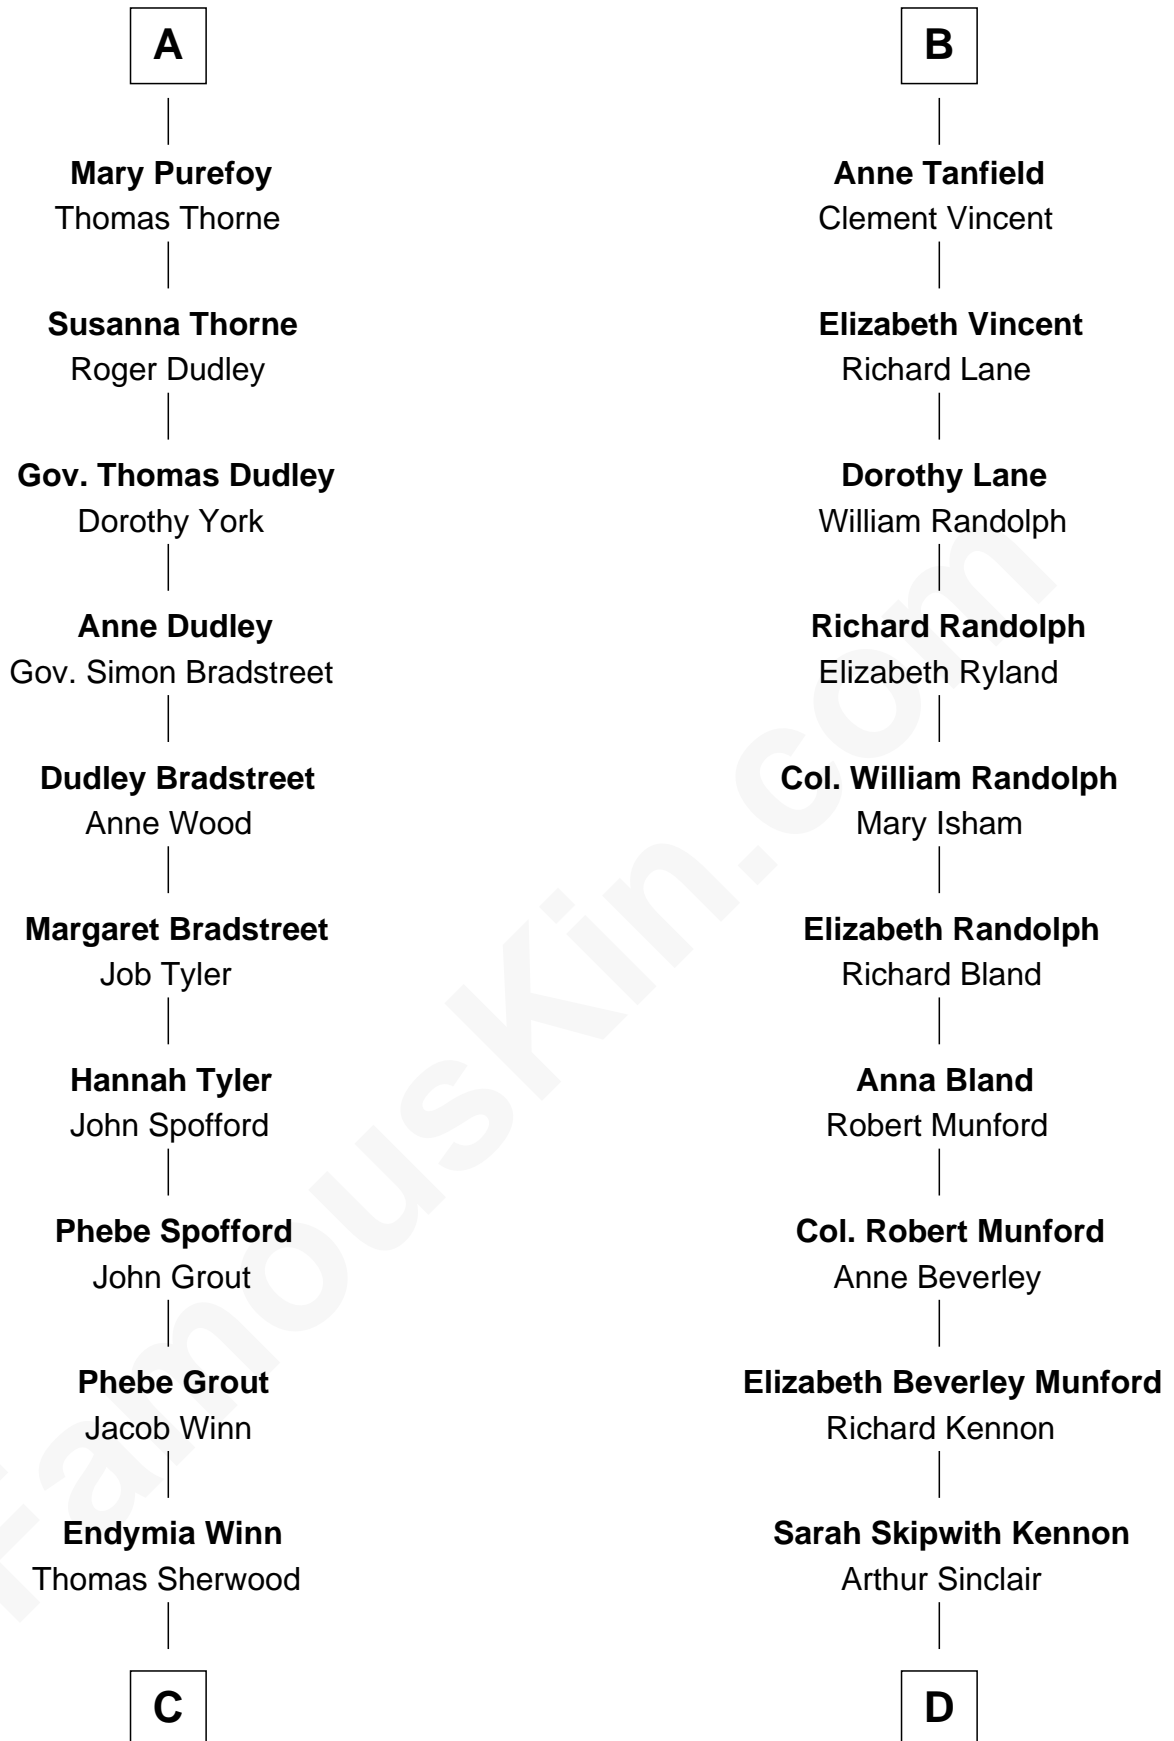 A
Mary Purefoy
Thomas Thorne
Susanna Thorne
Roger Dudley
Gov. Thomas Dudley
Dorothy York
Anne Dudley
Gov. Simon Bradstreet
Dudley Bradstreet
Anne Wood
Margaret Bradstreet
Job Tyler
Hannah Tyler
John Spofford
Phebe Spofford
John Grout
Phebe Grout
Jacob Winn
Endymia Winn
Thomas Sherwood
C
B
Anne Tanfield
Clement Vincent
Elizabeth Vincent
Richard Lane
Dorothy Lane
William Randolph
Richard Randolph
Elizabeth Ryland
Col. William Randolph
Mary Isham
Elizabeth Randolph
Richard Bland
Anna Bland
Robert Munford
Col. Robert Munford
Anne Beverley
Elizabeth Beverley Munford
Richard Kennon
Sarah Skipwith Kennon
Arthur Sinclair
D
FamousKin.com